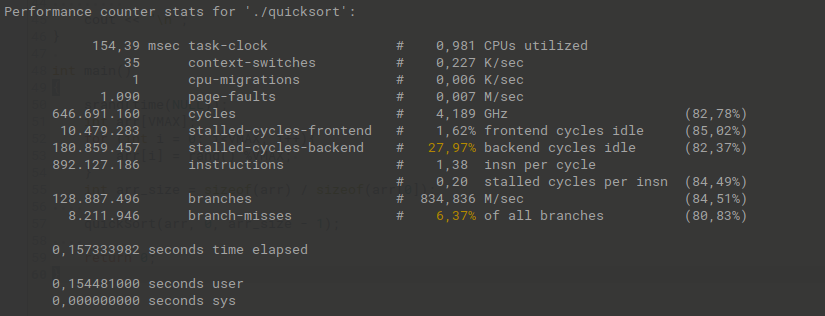 Performance counter stats for './quicksort':
154,39 msec task-clock # 0,981 CPUs utilized
35 context-switches # 0,227 K/sec
1 cpu-migrations # 0,006 K/sec
1.090 page-faults # 0,007 M/sec
646.691.160 cycles # 4,189 GHz (82,78%)
10.479.283 stalled-cycles-frontend # 1,62% frontend cycles idle (85,02%)
180.859.457 stalled-cycles-backend # 27,97% backend cycles idle (82,37%)
892.127.186 instructions # 1,38 insn per cycle
# 0,20 stalled cycles per insn (84,49%)
128.887.496 branches # 834,836 M/sec (84,51%)
8.211.946 branch-misses # 6,37% of all branches (80,83%)
0,157333982 seconds time elapsed
0,154481000 seconds user
0,000000000 seconds sys